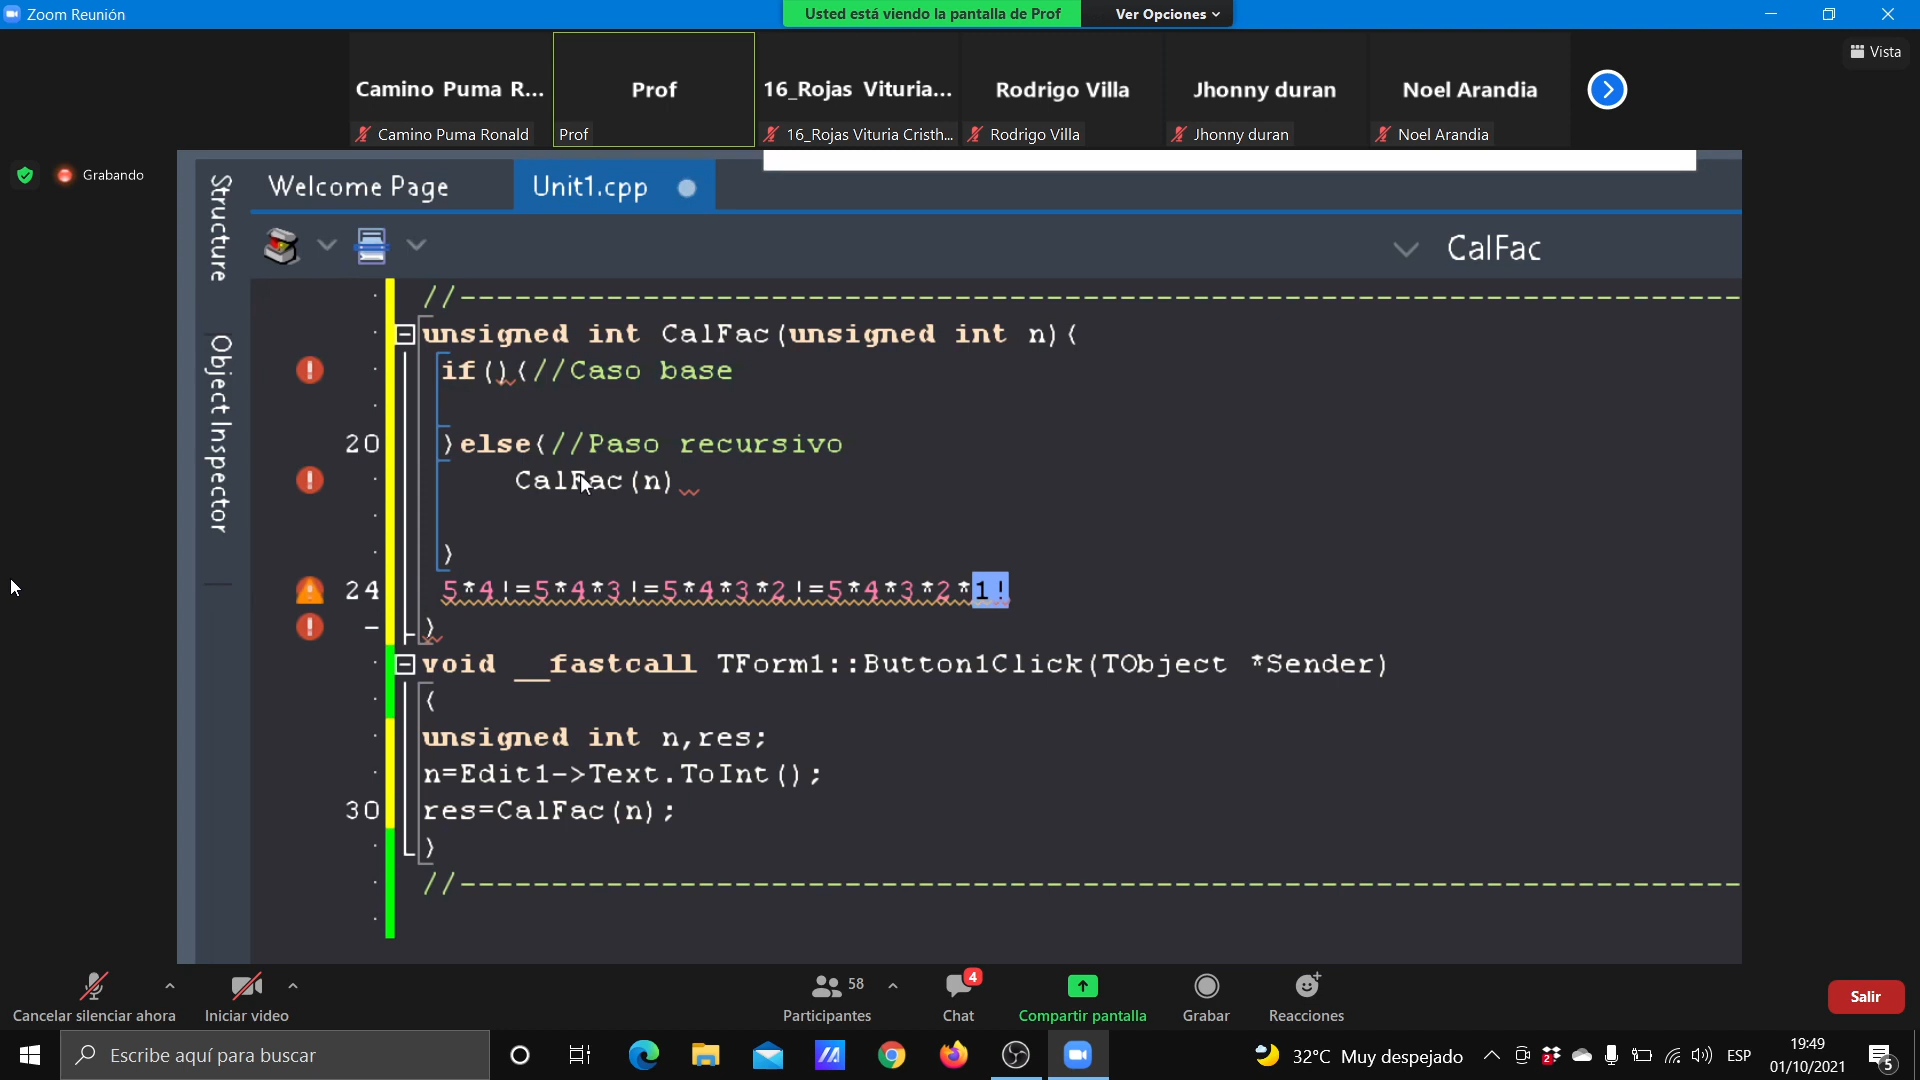 Zoom Reunión
Usted está viendo la pantalla de Prof
Ver Opciones
Vista
Camino Puma R...
Prof
16_Rojas Vituria...
Rodrigo Villa
Jhonny duran
Noel Arandia
Camino Puma Ronald
Prof
16_Rojas Vituria Cristh...
Rodrigo Villa
Jhonny duran
Noel Arandia
Grabando
Structure
Object Inspector
Welcome Page
Unit1.cpp
CalFac
//----------------------------------------------------------------------
unsigned int CalFac(unsigned int n){
if(){//Caso base
20 }else{//Paso recursivo
CalFac(n)
}
24 5*4!=5*4*3!=5*4*3*2!=5*4*3*2*1!
}
void __fastcall TForm1::Button1Click(TObject *Sender)
{
unsigned int n,res;
n=Edit1->Text.ToInt();
30 res=CalFac(n);
}
//----------------------------------------------------------------------
Cancelar silenciar ahora
Iniciar video
58
Participantes
4
Chat
Compartir pantalla
Grabar
Reacciones
Salir
Escribe aquí para buscar
32°C Muy despejado
2
ESP
19:49
01/10/2021
5